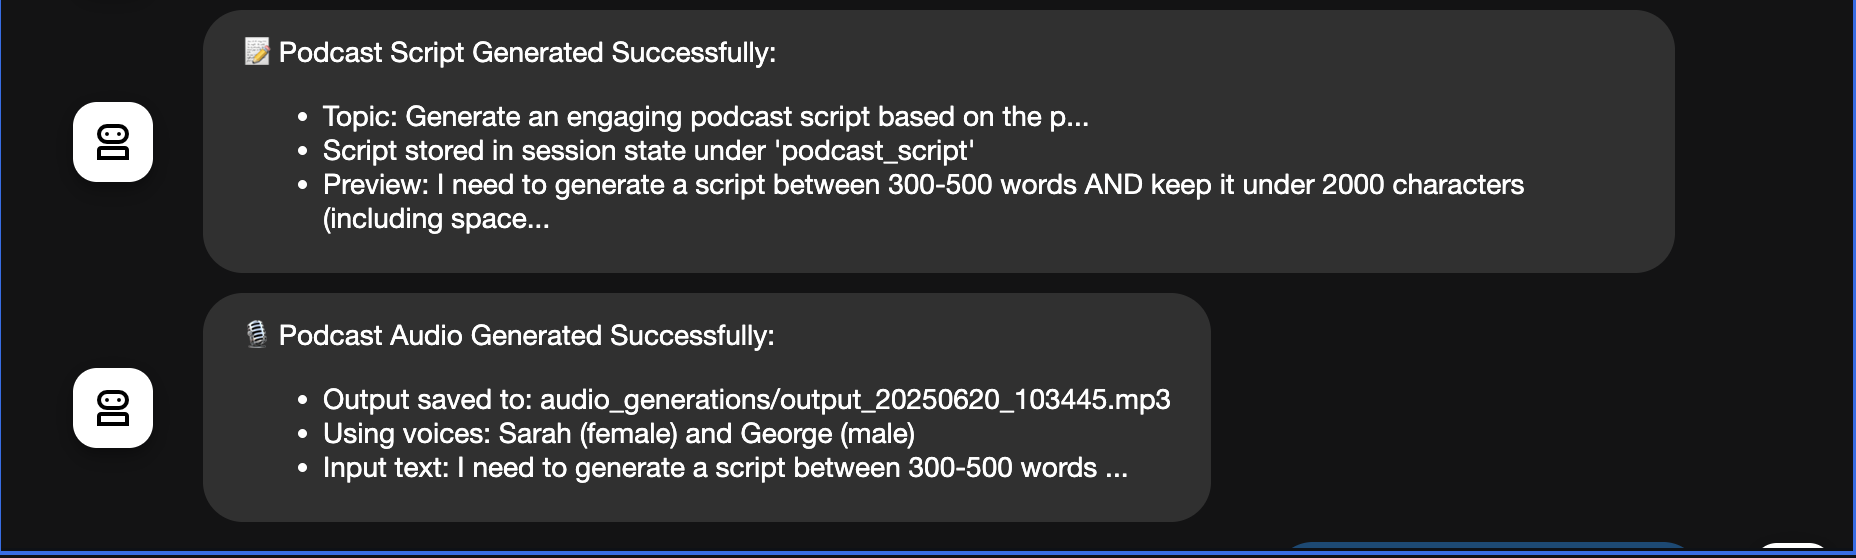 📝 Podcast Script Generated Successfully:
• Topic: Generate an engaging podcast script based on the p...
• Script stored in session state under 'podcast_script'
• Preview: I need to generate a script between 300-500 words AND keep it under 2000 characters
(including space...
🎙️ Podcast Audio Generated Successfully:
• Output saved to: audio_generations/output_20250620_103445.mp3
• Using voices: Sarah (female) and George (male)
• Input text: I need to generate a script between 300-500 words ...